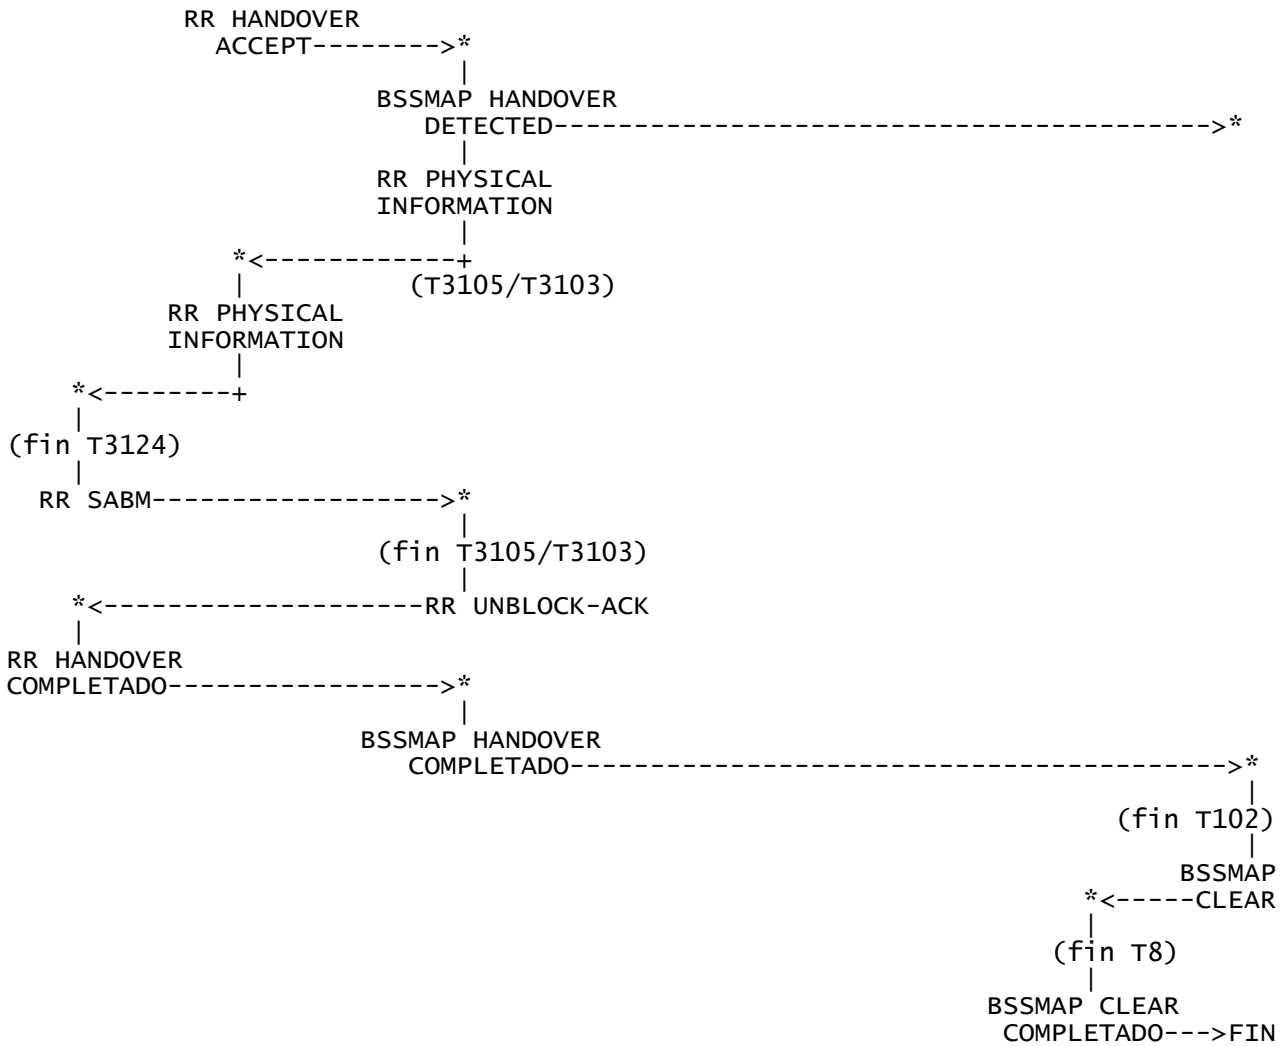 RR HANDOVER
ACCEPT-------->*
|
BSSMAP HANDOVER
DETECTED----------------------------------------->*
|
RR PHYSICAL
INFORMATION
|
*<------------+
| (T3105/T3103)
RR PHYSICAL
INFORMATION
|
*<--------+
|
(fin T3124)
|
RR SABM------------------>*
|
(fin T3105/T3103)
|
*<--------------------RR UNBLOCK-ACK
|
RR HANDOVER
COMPLETADO----------------->*
|
BSSMAP HANDOVER
COMPLETADO----------------------------------------->*
|
(fin T102)
|
BSSMAP
*<-----CLEAR
|
(fin T8)
|
BSSMAP CLEAR
COMPLETADO--->FIN